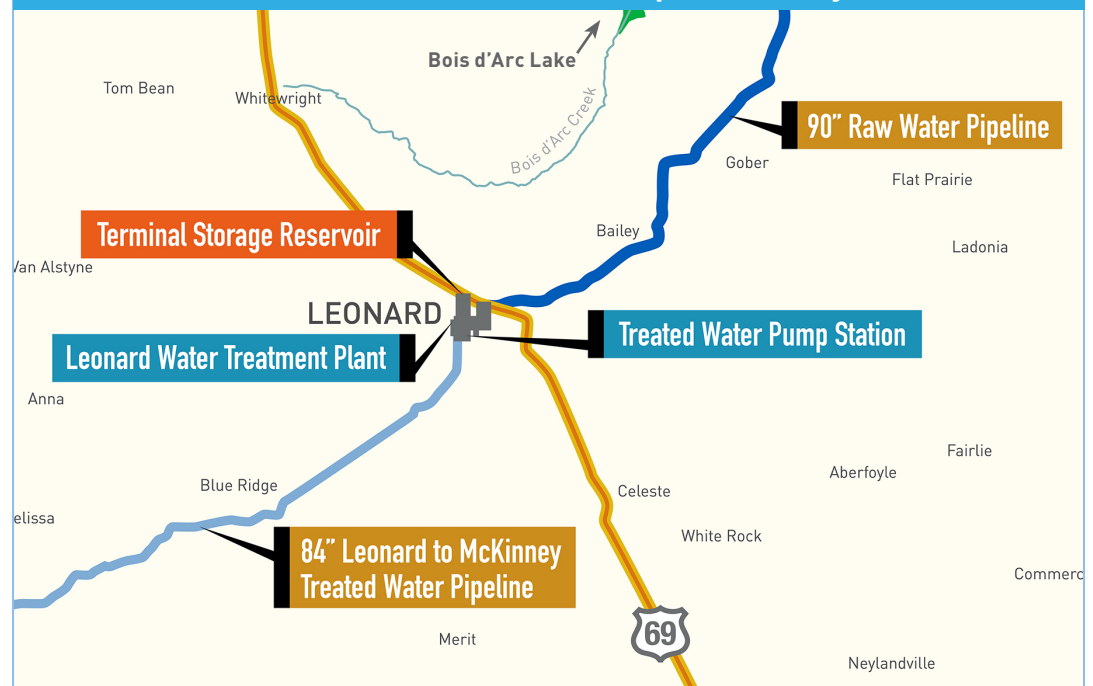 Bois d’Arc Lake
Tom Bean
Whitewright
Bois d’Arc Creek
90” Raw Water Pipeline
Gober
Flat Prairie
Terminal Storage Reservoir
Bailey
Ladonia
Van Alstyne
LEONARD
Treated Water Pump Station
Leonard Water Treatment Plant
Anna
Fairlie
Aberfoyle
Blue Ridge
Celeste
elissa
White Rock
84” Leonard to McKinney
Treated Water Pipeline
Commerc
69
Merit
Neylandville